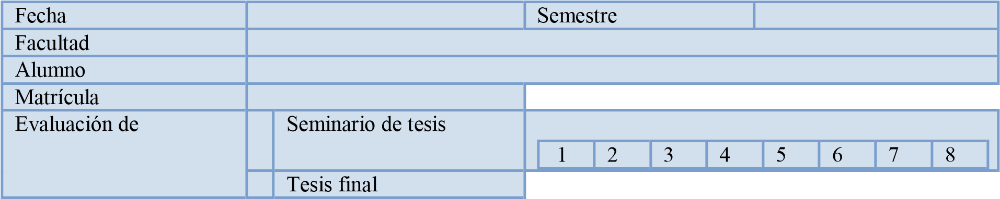 Fecha Semestre
Facultad
Alumno
Matrícula
Evaluación de Seminario de tesis
1 2 3 4 5 6 7 8
Tesis final